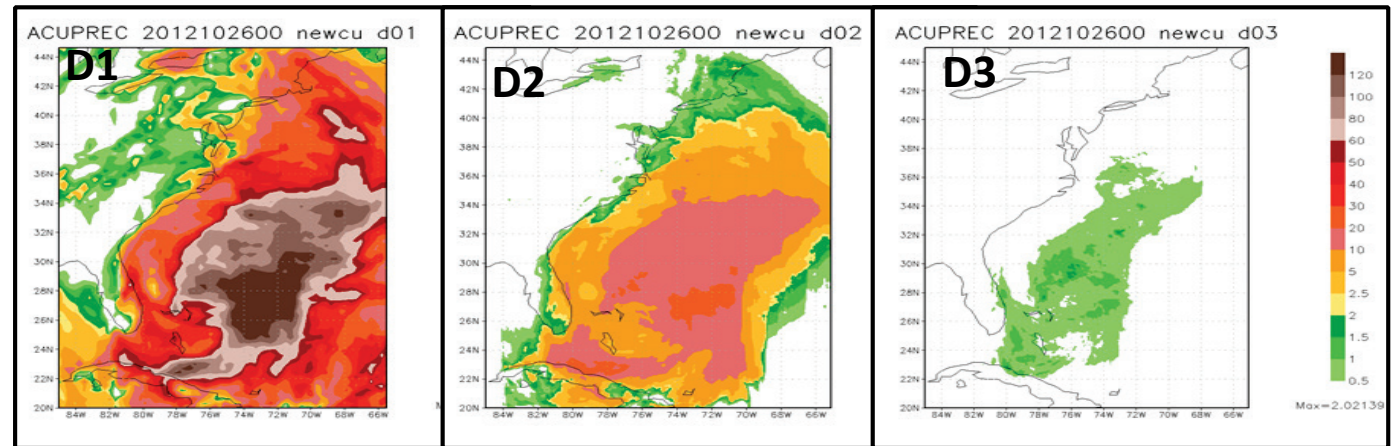 ACUPREC 2012102600 newcu d01
D1
44N
42N
40N
38N
36N
34N
32N
30N
28N
26N
24N
22N
20N
84W 82W 80W 78W 76W 74W 72W 70W 68W 66W
ACUPREC 2012102600 newcu d02
D2
44N
42N
40N
38N
36N
34N
32N
30N
28N
26N
24N
22N
20N
84W 82W 80W 78W 76W 74W 72W 70W 68W 66W
ACUPREC 2012102600 newcu d03
D3
44N
42N
40N
38N
36N
34N
32N
30N
28N
26N
24N
22N
20N
84W 82W 80W 78W 76W 74W 72W 70W 68W 66W
120
100
80
60
50
40
30
20
10
5
2.5
2
1.5
1
0.5
Max=2.02139